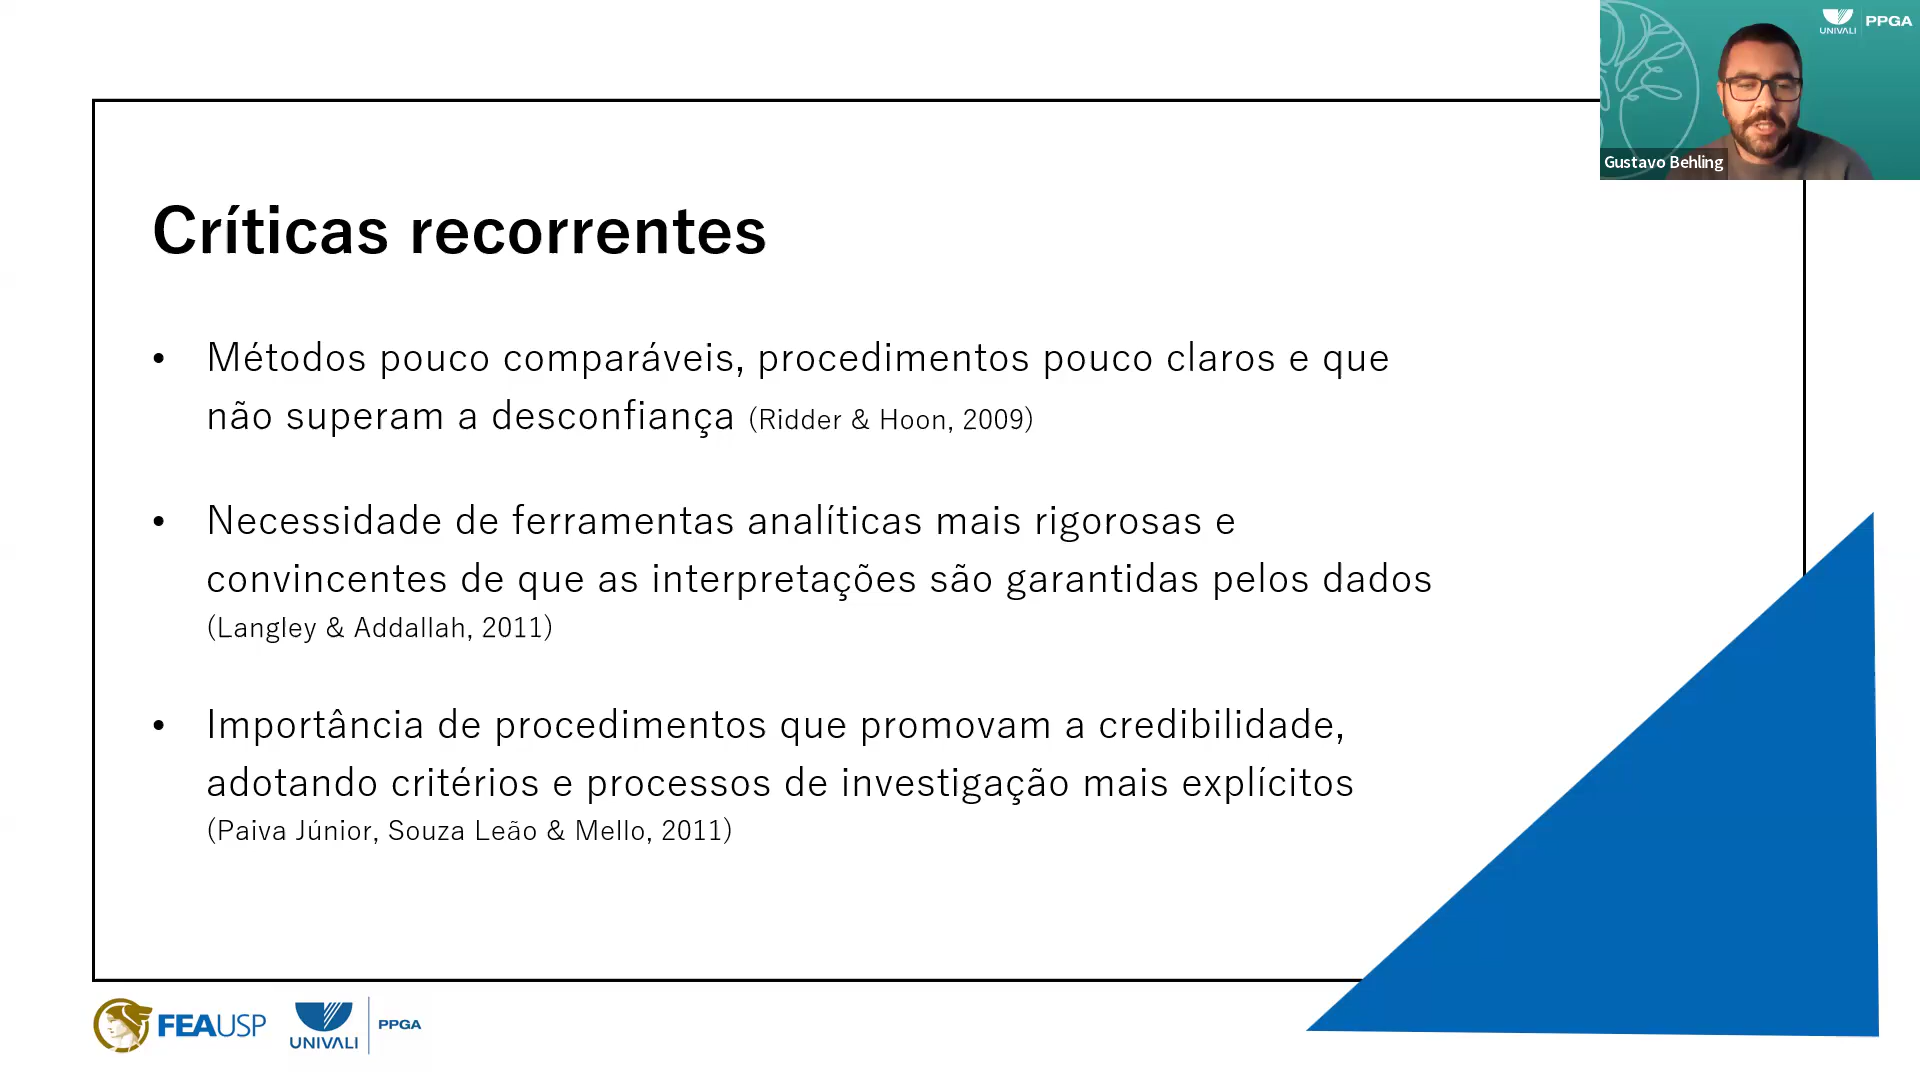 UNIVALI PPGA
Gustavo Behling
Críticas recorrentes
• Métodos pouco comparáveis, procedimentos pouco claros e que
não superam a desconfiança (Ridder & Hoon, 2009)
• Necessidade de ferramentas analíticas mais rigorosas e
convincentes de que as interpretações são garantidas pelos dados
(Langley & Addallah, 2011)
• Importância de procedimentos que promovam a credibilidade,
adotando critérios e processos de investigação mais explícitos
(Paiva Júnior, Souza Leão & Mello, 2011)
FEAUSP UNIVALI PPGA